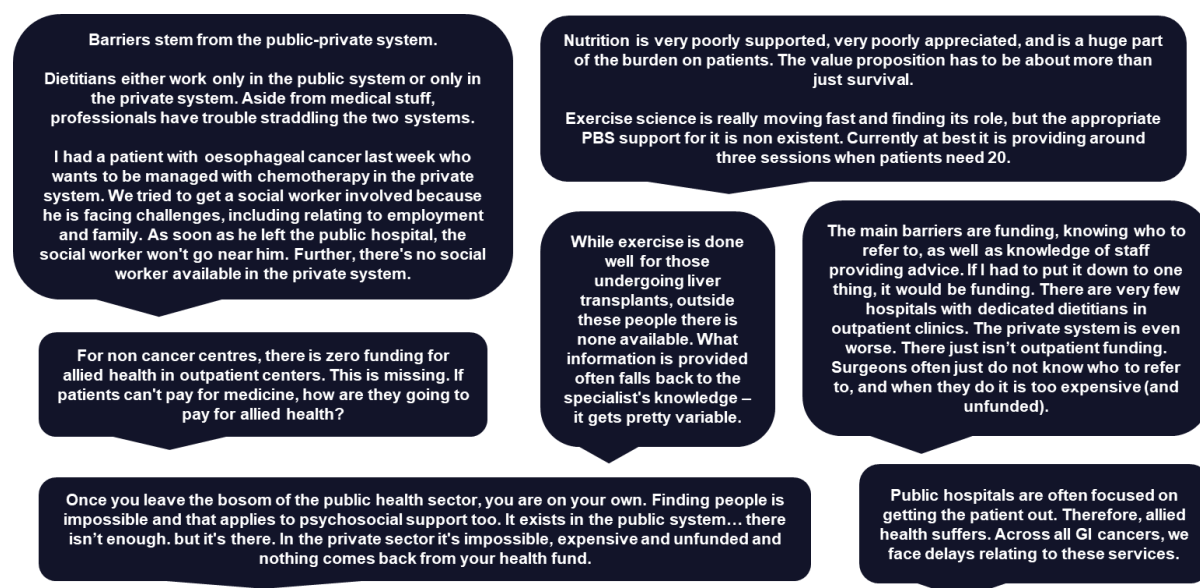 Barriers stem from the public-private system.
Dietitians either work only in the public system or only in
the private system. Aside from medical stuff,
professionals have trouble straddling the two systems.
I had a patient with oesophageal cancer last week who
wants to be managed with chemotherapy in the private
system. We tried to get a social worker involved because
he is facing challenges, including relating to employment
and family. As soon as he left the public hospital, the
social worker won't go near him. Further, there's no social
worker available in the private system.
Nutrition is very poorly supported, very poorly appreciated, and is a huge part
of the burden on patients. The value proposition has to be about more than
just survival.
Exercise science is really moving fast and finding its role, but the appropriate
PBS support for it is non existent. Currently at best it is providing around
three sessions when patients need 20.
While exercise is done
well for those
undergoing liver
transplants, outside
these people there is
none available. What
information is provided
often falls back to the
specialist's knowledge –
it gets pretty variable.
The main barriers are funding, knowing who to
refer to, as well as knowledge of staff
providing advice. If I had to put it down to one
thing, it would be funding. There are very few
hospitals with dedicated dietitians in
outpatient clinics. The private system is even
worse. There just isn’t outpatient funding.
Surgeons often just do not know who to refer
to, and when they do it is too expensive (and
unfunded).
For non cancer centres, there is zero funding for
allied health in outpatient centers. This is missing. If
patients can't pay for medicine, how are they going to
pay for allied health?
Once you leave the bosom of the public health sector, you are on your own. Finding people is
impossible and that applies to psychosocial support too. It exists in the public system… there
isn’t enough. but it's there. In the private sector it's impossible, expensive and unfunded and
nothing comes back from your health fund.
Public hospitals are often focused on
getting the patient out. Therefore, allied
health suffers. Across all GI cancers, we
face delays relating to these services.